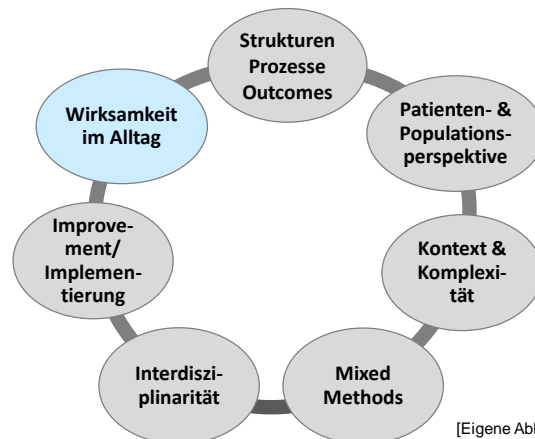 Strukturen
Prozesse
Outcomes
Patienten- &
Populations-
perspektive
Kontext &
Komplexi-
tät
Mixed
Methods
Interdiszi-
plinarität
Improve-
ment/
Implemen-
tierung
Wirksamkeit
im Alltag
[Eigene